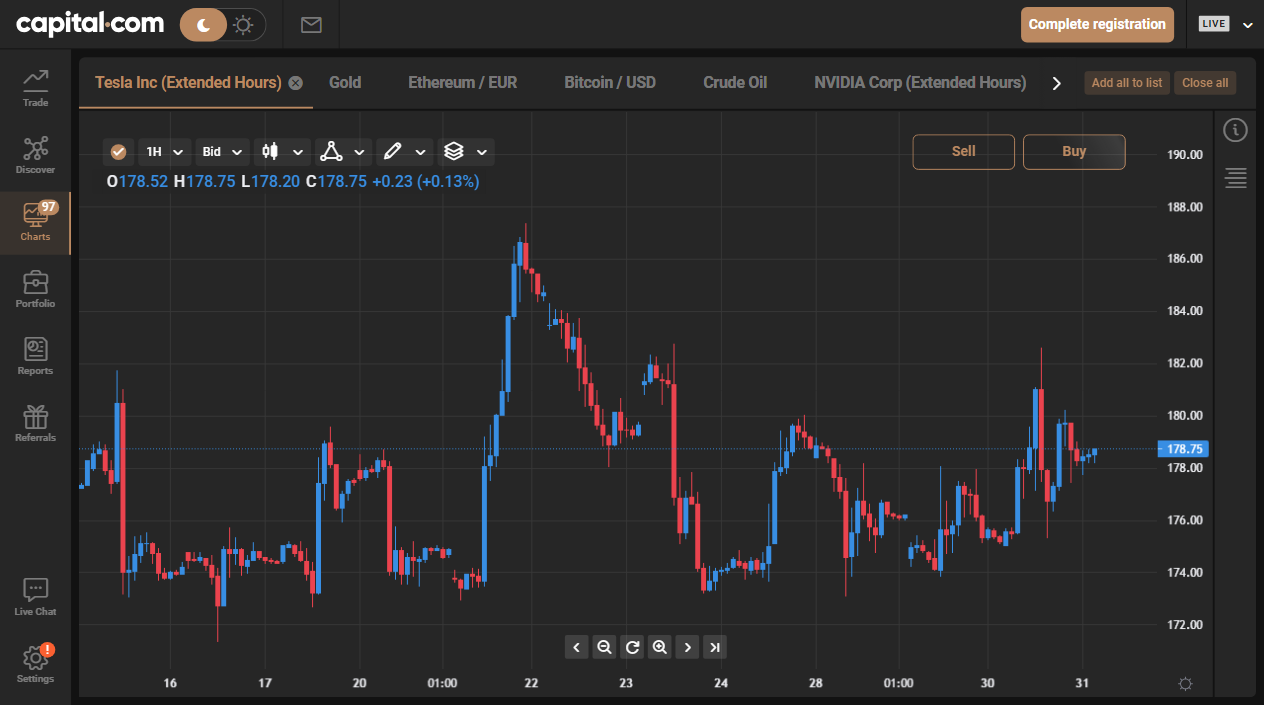 capital.com
Complete registration
LIVE
Trade
Discover
97
Charts
Portfolio
Reports
Referrals
Live Chat
!
Settings
Tesla Inc (Extended Hours) Gold Ethereum / EUR Bitcoin / USD Crude Oil NVIDIA Corp (Extended Hours) Add all to list Close all
1H Bid
Sell Buy
O178.52 H178.75 L178.20 C178.75 +0.23 (+0.13%)
190.00
188.00
186.00
184.00
182.00
180.00
178.75
178.00
176.00
174.00
172.00
16 17 20 01:00 22 23 24 28 01:00 30 31